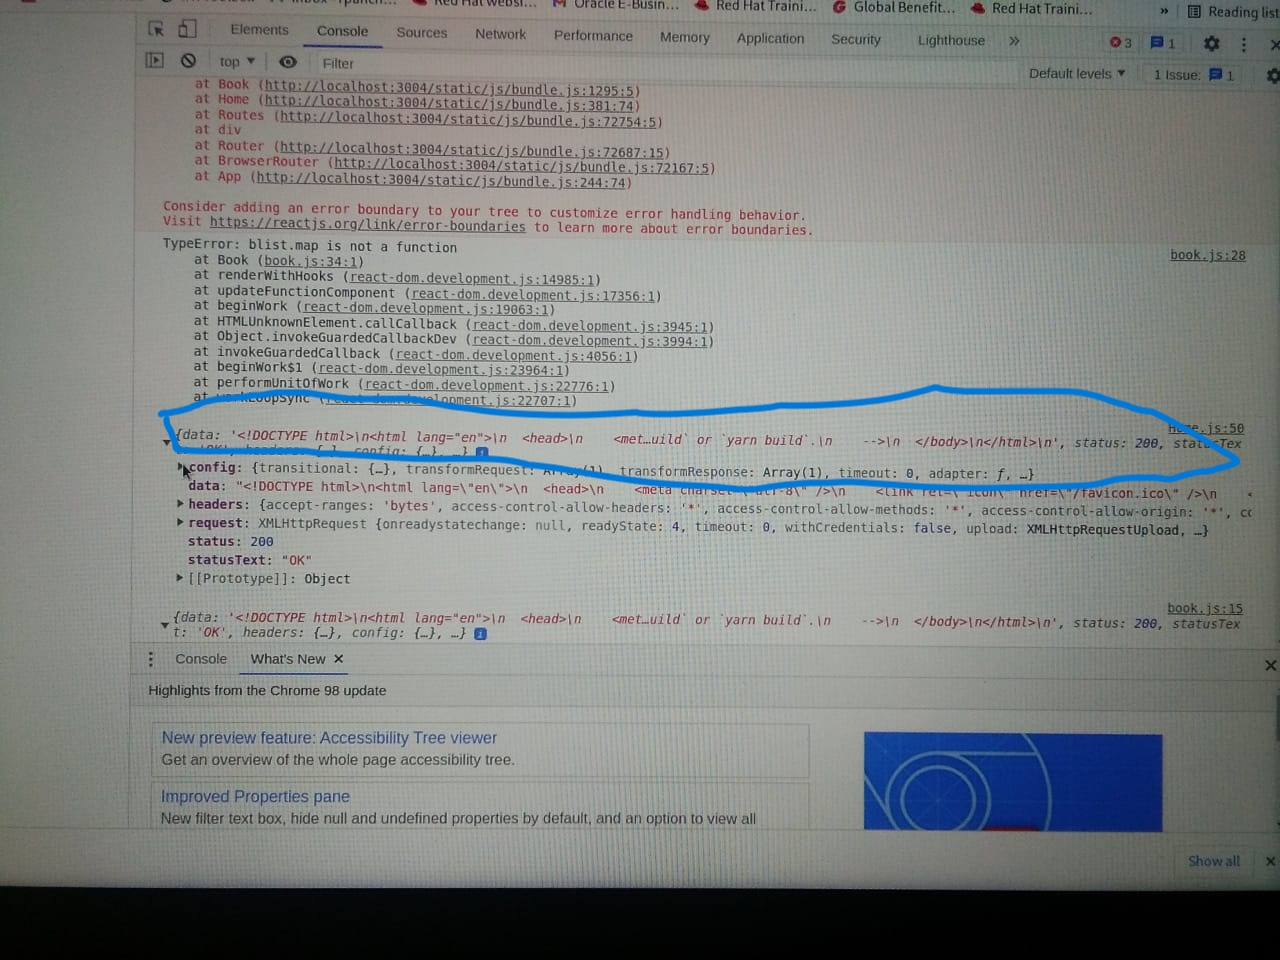 Red Hat Websi...
Oracle E-Busin...
Red Hat Traini...
Global Benefit...
Red Hat Traini...
»
Reading list
Elements Console Sources Network Performance Memory Application Security Lighthouse » 3 1
top ▼ Filter Default levels ▼ 1 Issue: 1
at Book (http://localhost:3004/static/js/bundle.js:1295:5)
at Home (http://localhost:3004/static/js/bundle.js:381:74)
at Routes (http://localhost:3004/static/js/bundle.js:72754:5)
at div
at Router (http://localhost:3004/static/js/bundle.js:72687:15)
at BrowserRouter (http://localhost:3004/static/js/bundle.js:72167:5)
at App (http://localhost:3004/static/js/bundle.js:244:74)
Consider adding an error boundary to your tree to customize error handling behavior.
Visit https://reactjs.org/link/error-boundaries to learn more about error boundaries.
TypeError: blist.map is not a function book.js:28
at Book (book.js:34:1)
at renderWithHooks (react-dom.development.js:14985:1)
at updateFunctionComponent (react-dom.development.js:17356:1)
at beginWork (react-dom.development.js:19063:1)
at HTMLUnknownElement.callCallback (react-dom.development.js:3945:1)
at Object.invokeGuardedCallbackDev (react-dom.development.js:3994:1)
at invokeGuardedCallback (react-dom.development.js:4056:1)
at beginWork$1 (react-dom.development.js:23964:1)
at performUnitOfWork (react-dom.development.js:22776:1)
at workLoopSync (react-dom.development.js:22707:1)
Home.js:50
{data: '<!DOCTYPE html>\n<html lang="en">\n <head>\n <met…uild` or `yarn build`.\n -->\n </body>\n</html>\n', status: 200, statusTex
'OK', headers: {…}, config: {…}, …}
config: {transitional: {…}, transformRequest: Array(1), transformResponse: Array(1), timeout: 0, adapter: ƒ, …}
data: "<!DOCTYPE html>\n<html lang=\"en\">\n <head>\n <meta charset=\"utf-8\" />\n <link rel=\"icon\" href=\"/favicon.ico\" />\n <
headers: {accept-ranges: 'bytes', access-control-allow-headers: '*', access-control-allow-methods: '*', access-control-allow-origin: '*', cc
request: XMLHttpRequest {onreadystatechange: null, readyState: 4, timeout: 0, withCredentials: false, upload: XMLHttpRequestUpload, …}
status: 200
statusText: "OK"
[[Prototype]]: Object
book.js:15
{data: '<!DOCTYPE html>\n<html lang="en">\n <head>\n <met…uild` or `yarn build`.\n -->\n </body>\n</html>\n', status: 200, statusTex
t: 'OK', headers: {…}, config: {…}, …}
Console What's New ×
Highlights from the Chrome 98 update
New preview feature: Accessibility Tree viewer
Get an overview of the whole page accessibility tree.
Improved Properties pane
New filter text box, hide null and undefined properties by default, and an option to view all
Show all